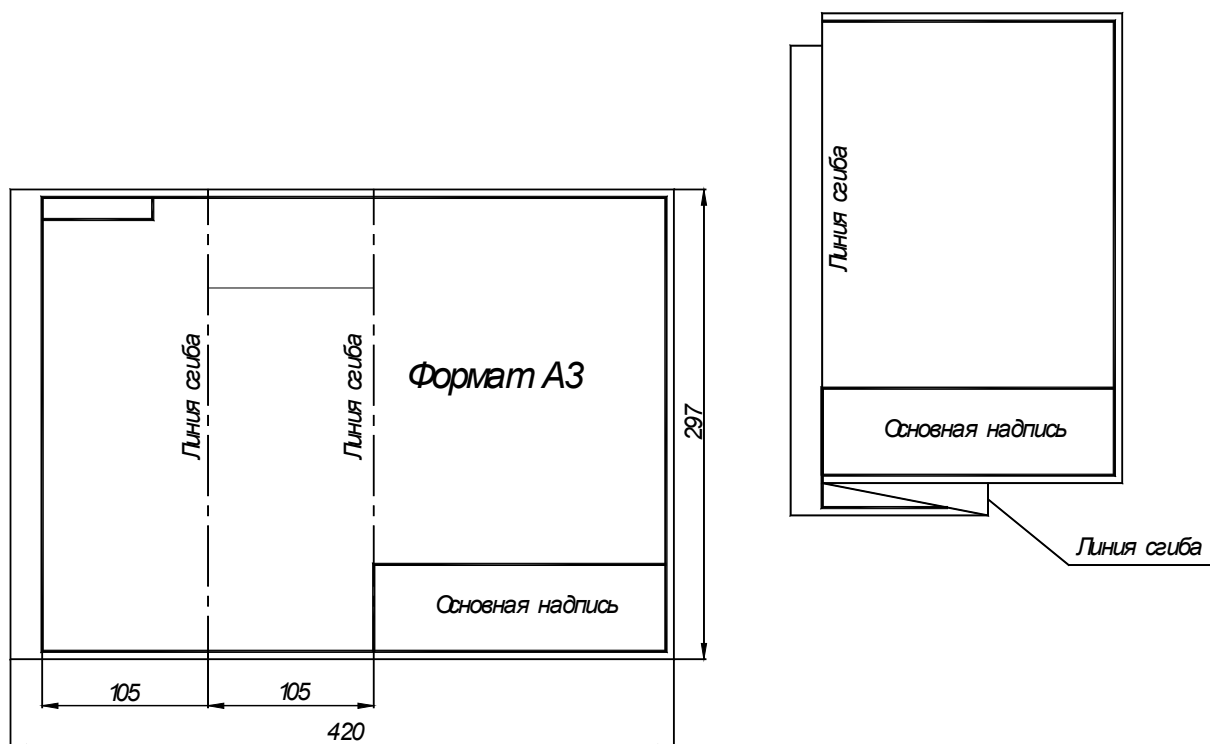 Линия сгиба
Линия сгиба
Формат А3
297
Основная надпись
105
105
420
Линия сгиба
Основная надпись
Линия сгиба